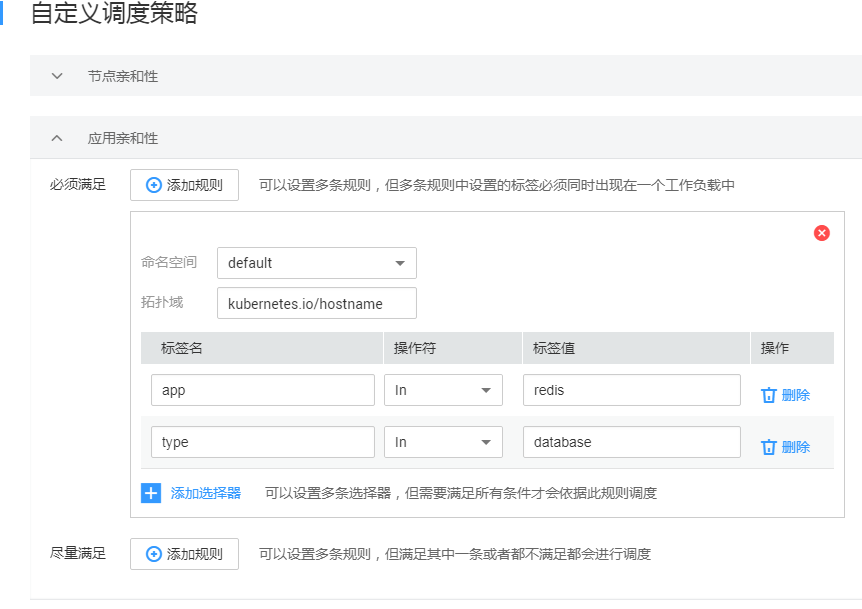 自定义调度策略
节点亲和性
应用亲和性
必须满足 添加规则 可以设置多条规则，但多条规则中设置的标签必须同时出现在一个工作负载中
命名空间 default
拓扑域 kubernetes.io/hostname
标签名 操作符 标签值 操作
app In redis 删除
type In database 删除
添加选择器 可以设置多条选择器，但需要满足所有条件才会依据此规则调度
尽量满足 添加规则 可以设置多条规则，但满足其中一条或者都不满足都会进行调度